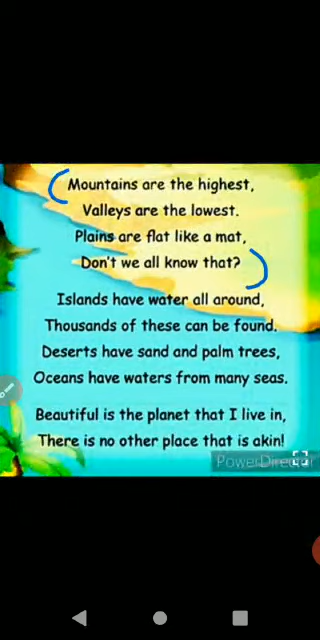 Mountains are the highest,
Valleys are the lowest.
Plains are flat like a mat,
Don't we all know that?
Islands have water all around,
Thousands of these can be found.
Deserts have sand and palm trees,
Oceans have waters from many seas.
Beautiful is the planet that I live in,
There is no other place that is akin!
PowerDirector